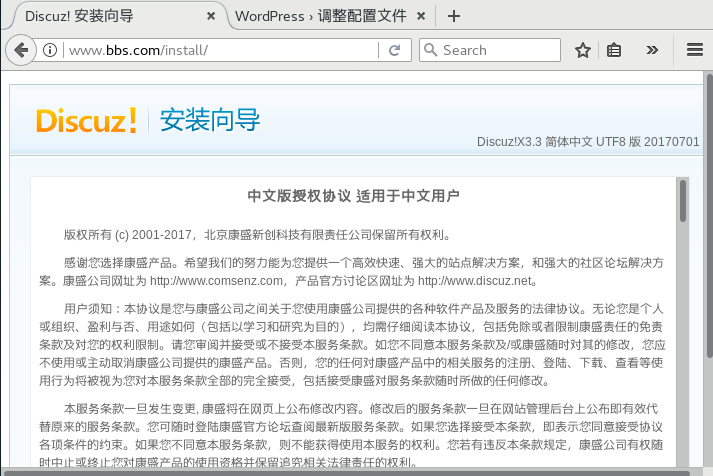 Discuz! 安装向导
WordPress › 调整配置文件
www.bbs.com/install/
Search
Discuz! 安装向导
Discuz!X3.3 简体中文 UTF8 版 20170701
中文版授权协议 适用于中文用户
版权所有 (c) 2001-2017，北京康盛新创科技有限责任公司保留所有权利。
感谢您选择康盛产品。希望我们的努力能为您提供一个高效快速、强大的站点解决方案，和强大的社区论坛解决方
案。康盛公司网址为 http://www.comsenz.com，产品官方讨论区网址为 http://www.discuz.net。
用户须知：本协议是您与康盛公司之间关于您使用康盛公司提供的各种软件产品及服务的法律协议。无论您是个人
或组织、盈利与否、用途如何（包括以学习和研究为目的），均需仔细阅读本协议，包括免除或者限制康盛责任的免责
条款及对您的权利限制。请您审阅并接受或不接受本服务条款。如您不同意本服务条款及/或康盛随时对其的修改，您应
不使用或主动取消康盛公司提供的康盛产品。否则，您的任何对康盛产品中的相关服务的注册、登陆、下载、查看等使
用行为将被视为您对本服务条款全部的完全接受，包括接受康盛对服务条款随时所做的任何修改。
本服务条款一旦发生变更, 康盛将在网页上公布修改内容。修改后的服务条款一旦在网站管理后台上公布即有效代
替原来的服务条款。您可随时登陆康盛官方论坛查阅最新版服务条款。如果您选择接受本条款，即表示您同意接受协议
各项条件的约束。如果您不同意本服务条款，则不能获得使用本服务的权利。您若有违反本条款规定，康盛公司有权随
时中止或终止您对康盛产品的使用资格并保留追究相关法律责任的权利。